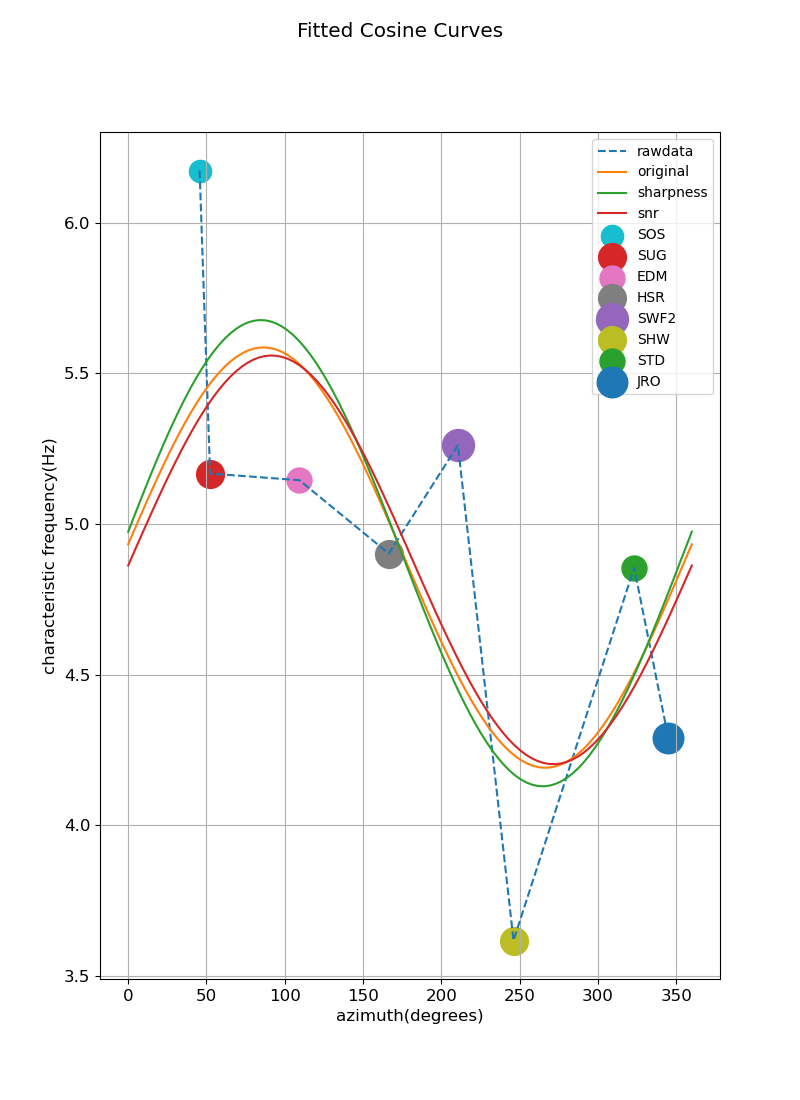 Fitted Cosine Curves
rawdata
original
sharpness
snr
SOS
SUG
EDM
HSR
SWF2
SHW
STD
JRO
characteristic frequency(Hz)
6.0
5.5
5.0
4.5
4.0
3.5
0 50 100 150 200 250 300 350
azimuth(degrees)